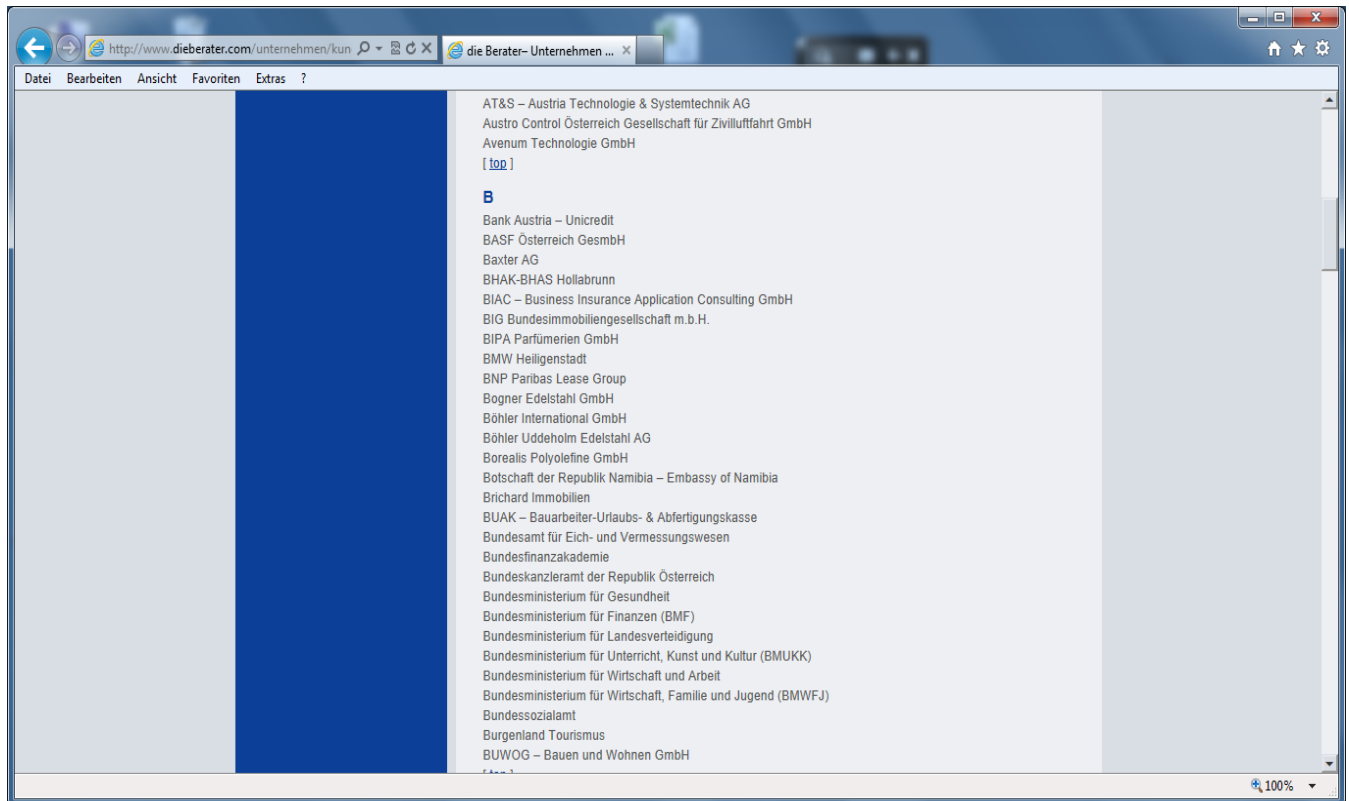 http://www.dieberater.com/unternehmen/kun
die Berater– Unternehmen ...
Datei Bearbeiten Ansicht Favoriten Extras ?
AT&S – Austria Technologie & Systemtechnik AG
Austro Control Österreich Gesellschaft für Zivilluftfahrt GmbH
Avenum Technologie GmbH
[ top ]
B
Bank Austria – Unicredit
BASF Österreich GesmbH
Baxter AG
BHAK-BHAS Hollabrunn
BIAC – Business Insurance Application Consulting GmbH
BIG Bundesimmobiliengesellschaft m.b.H.
BIPA Parfümerien GmbH
BMW Heiligenstadt
BNP Paribas Lease Group
Bogner Edelstahl GmbH
Böhler International GmbH
Böhler Uddeholm Edelstahl AG
Borealis Polyolefine GmbH
Botschaft der Republik Namibia – Embassy of Namibia
Brichard Immobilien
BUAK – Bauarbeiter-Urlaubs- & Abfertigungskasse
Bundesamt für Eich- und Vermessungswesen
Bundesfinanzakademie
Bundeskanzleramt der Republik Österreich
Bundesministerium für Gesundheit
Bundesministerium für Finanzen (BMF)
Bundesministerium für Landesverteidigung
Bundesministerium für Unterricht, Kunst und Kultur (BMUKK)
Bundesministerium für Wirtschaft und Arbeit
Bundesministerium für Wirtschaft, Familie und Jugend (BMWFJ)
Bundessozialamt
Burgenland Tourismus
BUWOG – Bauen und Wohnen GmbH
[ top ]
100%